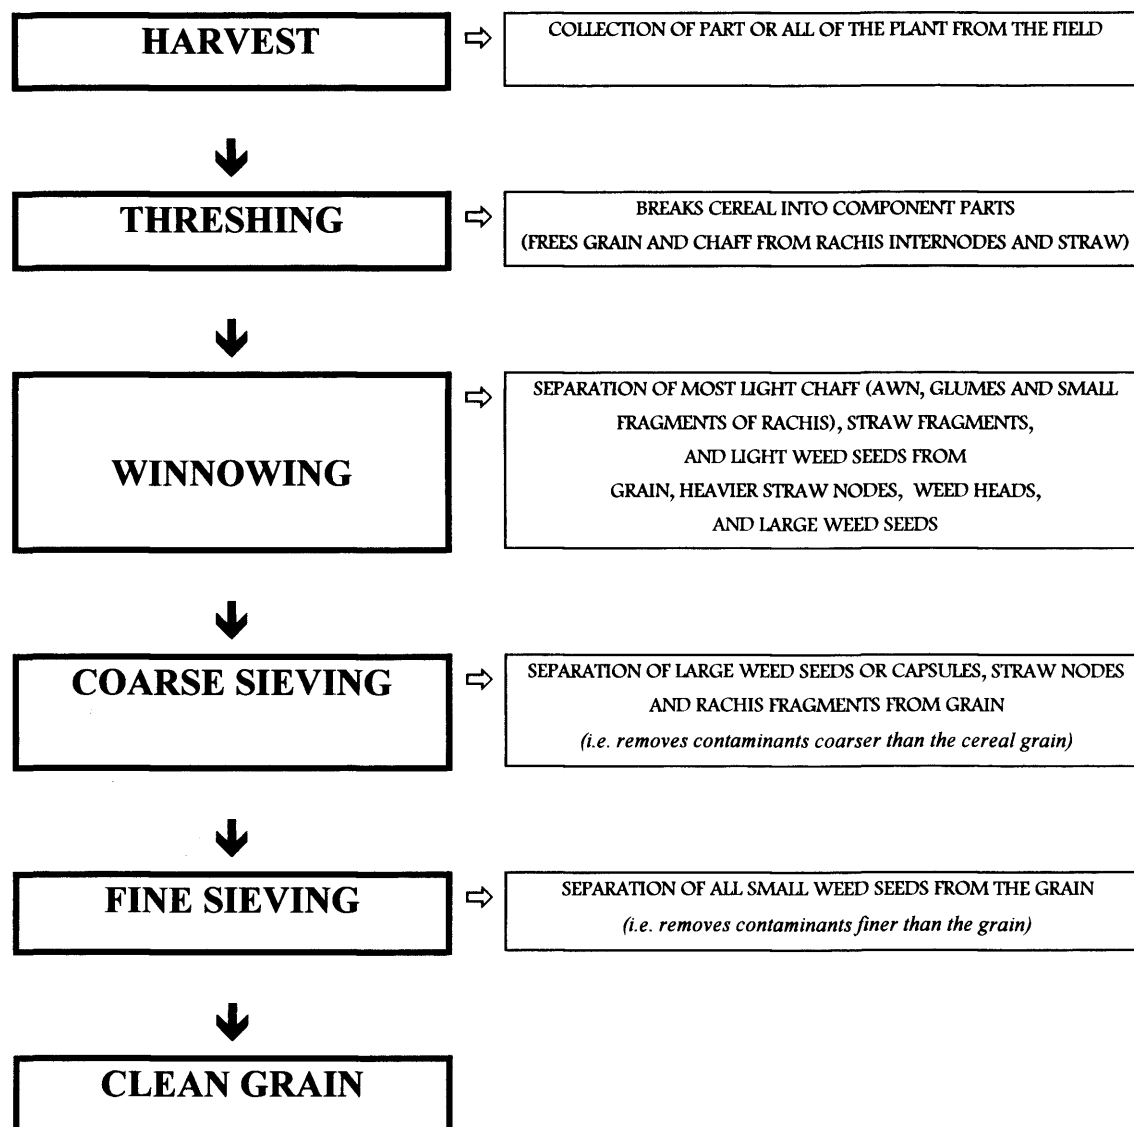 HARVEST
COLLECTION OF PART OR ALL OF THE PLANT FROM THE FIELD
THRESHING
BREAKS CEREAL INTO COMPONENT PARTS
(FREES GRAIN AND CHAFF FROM RACHIS INTERNODES AND STRAW)
WINNOWING
SEPARATION OF MOST LIGHT CHAFF (AWN, GLUMES AND SMALL
FRAGMENTS OF RACHIS), STRAW FRAGMENTS,
AND LIGHT WEED SEEDS FROM
GRAIN, HEAVIER STRAW NODES, WEED HEADS,
AND LARGE WEED SEEDS
COARSE SIEVING
SEPARATION OF LARGE WEED SEEDS OR CAPSULES, STRAW NODES
AND RACHIS FRAGMENTS FROM GRAIN
(i.e. removes contaminants coarser than the cereal grain)
FINE SIEVING
SEPARATION OF ALL SMALL WEED SEEDS FROM THE GRAIN
(i.e. removes contaminants finer than the grain)
CLEAN GRAIN